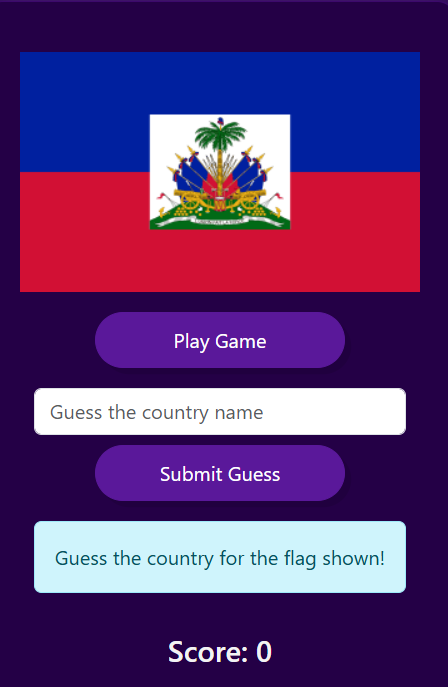 Play Game
Guess the country name
Submit Guess
Guess the country for the flag shown!
Score: 0